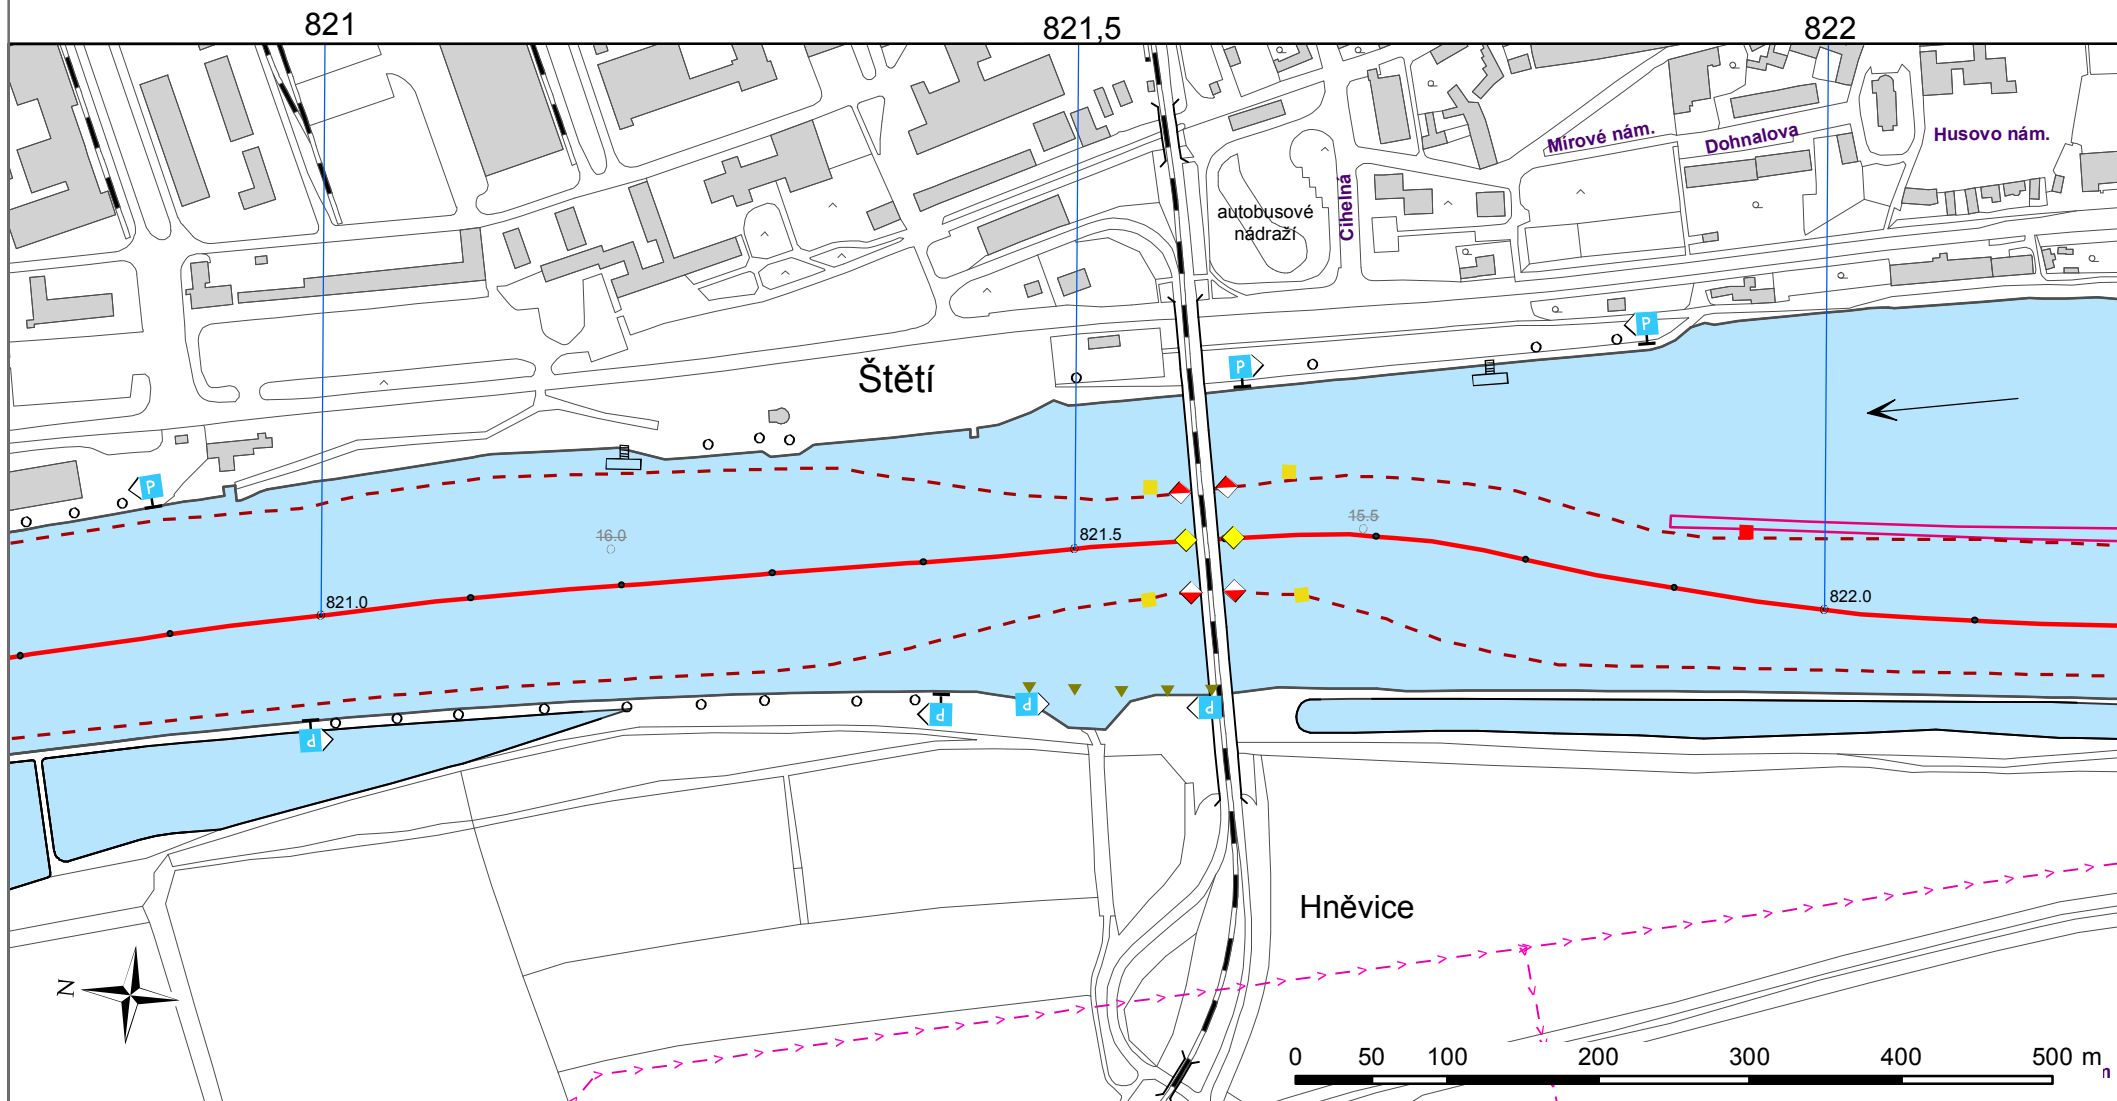 821
821,5
822
Mírové nám.
Dohnalova
Husovo nám.
Cihelná
autobusové
nádraží
P
P
Štětí
P
15.5
16.0
821.5
821.0
822.0
P
P
P
P
Hněvice
N
0 50 100 200 300 400 500 m